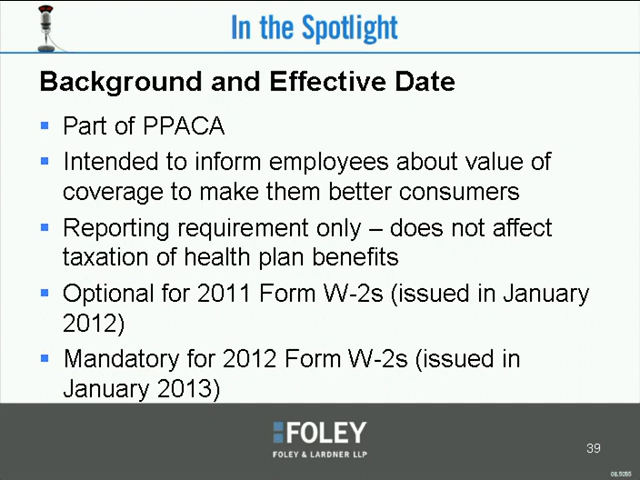 In the Spotlight
Background and Effective Date
▪ Part of PPACA
▪ Intended to inform employees about value of
coverage to make them better consumers
▪ Reporting requirement only – does not affect
taxation of health plan benefits
▪ Optional for 2011 Form W-2s (issued in January
2012)
▪ Mandatory for 2012 Form W-2s (issued in
January 2013)
FOLEY
FOLEY & LARDNER LLP
39